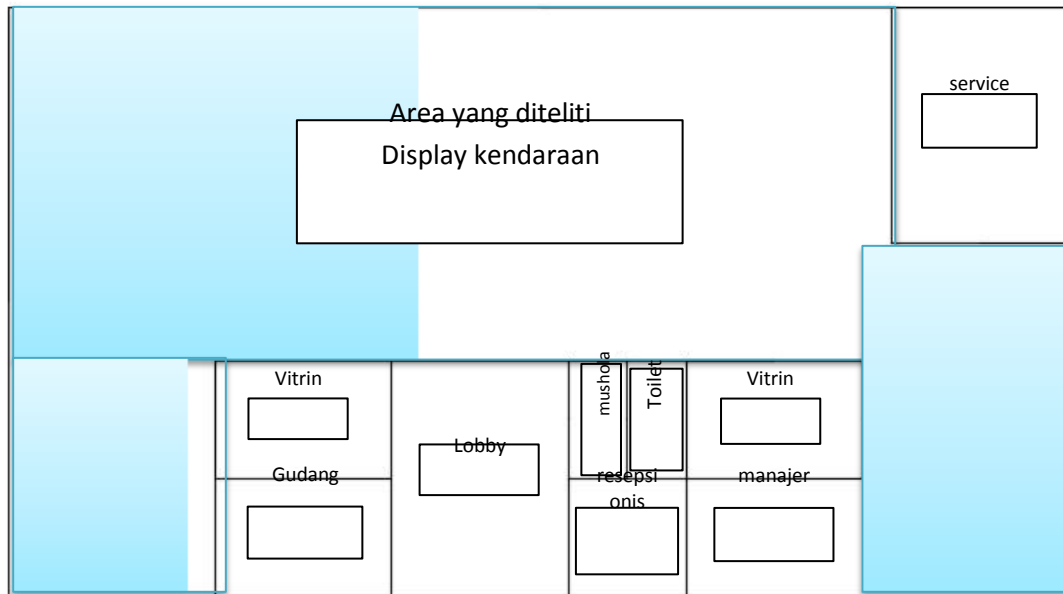 service
Area yang diteliti
Display kendaraan
Vitrin
mushola
Toilet
Vitrin
Lobby
Gudang
resepsi
onis
manajer